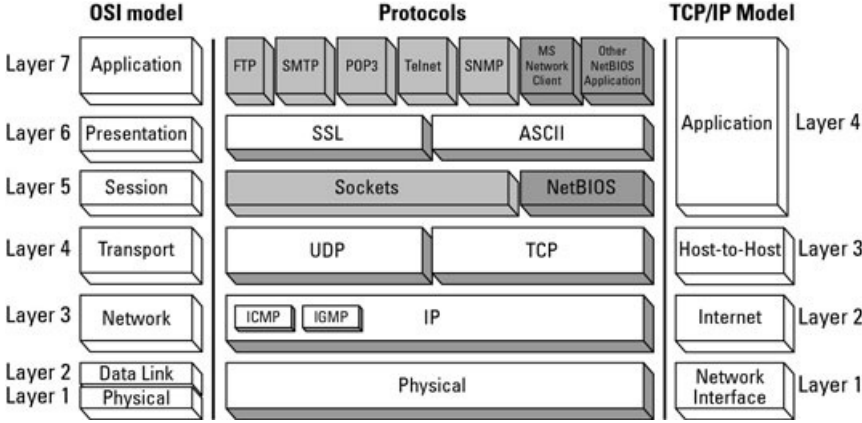 OSI model Protocols TCP/IP Model
Layer 7 Application FTP SMTP POP3 Telnet SNMP MS Network Client Other NetBIOS Application
Layer 6 Presentation SSL ASCII Application Layer 4
Layer 5 Session Sockets NetBIOS
Layer 4 Transport UDP TCP Host-to-Host Layer 3
Layer 3 Network ICMP IGMP IP Internet Layer 2
Layer 2 Data Link
Layer 1 Physical Physical Network Interface Layer 1